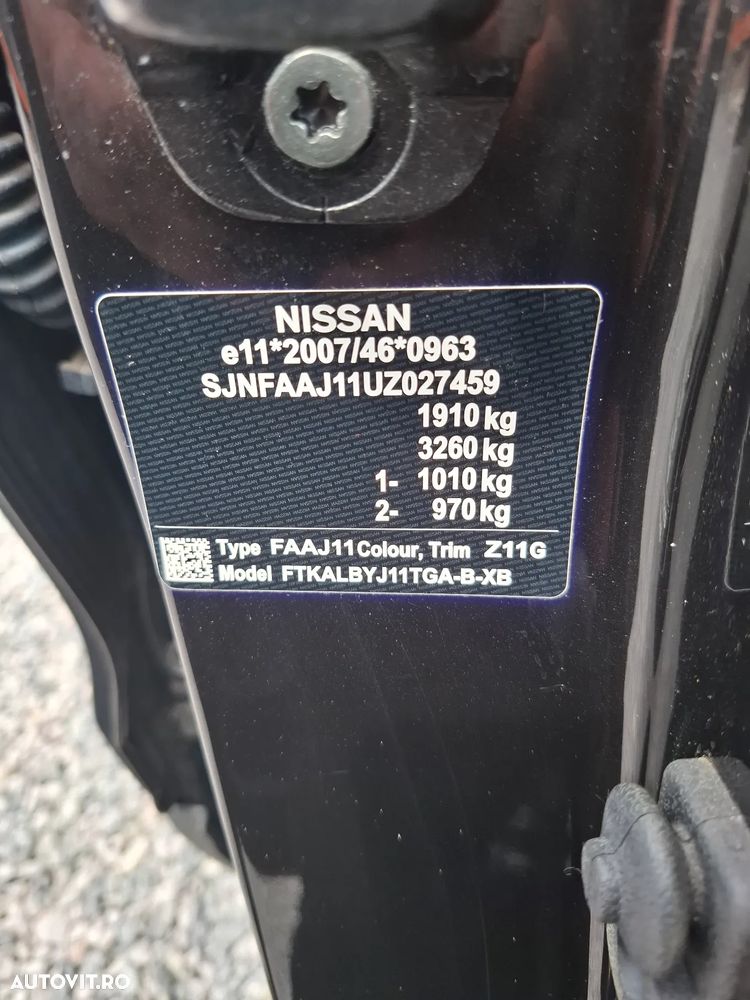 NISSAN
e11*2007/46*0963
SJNFAAJ11UZ027459
1910 kg
3260 kg
1- 1010 kg
2- 970 kg
Type FAAJ11 Colour, Trim Z11G
Model FTKALBYJ11TGA-B-XB
AUTOVIT.RO